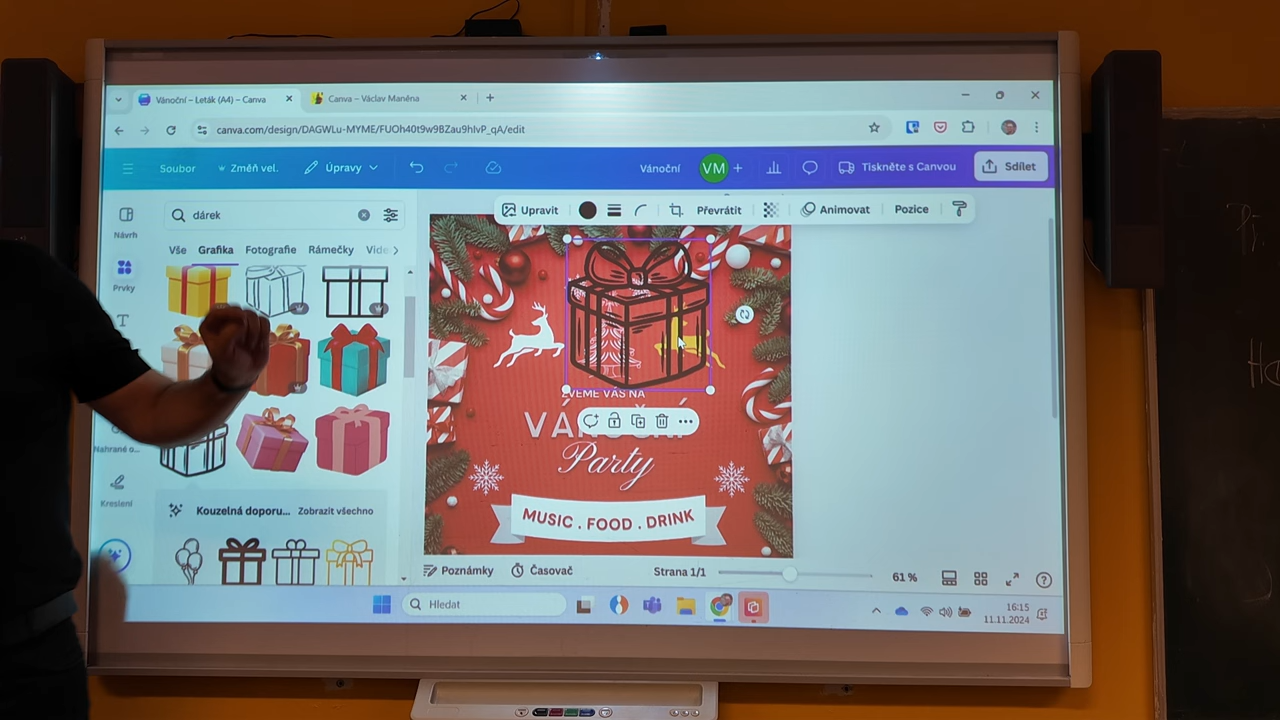 Vánoční – Leták (A4) – Canva
Canva – Václav Maněna
canva.com/design/DAGWLu-MYME/FUOh40t9w9BZau9hIvP_qA/edit
Soubor
Změň vel.
Úpravy
Vánoční
VM
Tiskněte s Canvou
Sdílet
Návrh
Prvky
Nahrané o...
Kreslení
dárek
Vše
Grafika
Fotografie
Rámečky
Vide
Kouzelná doporu...
Zobrazit všechno
Upravit
Převrátit
Animovat
Pozice
ZVEME VÁS NA
Party
MUSIC . FOOD . DRINK
Poznámky
Časovač
Strana 1/1
61 %
Hledat
16:15
11.11.2024